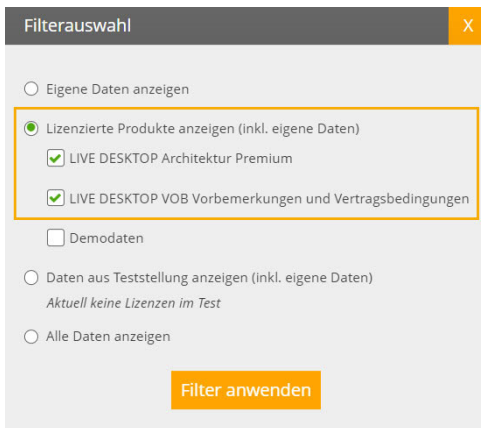 Filterauswahl X
Eigene Daten anzeigen
Lizenzierte Produkte anzeigen (inkl. eigene Daten)
LIVE DESKTOP Architektur Premium
LIVE DESKTOP VOB Vorbemerkungen und Vertragsbedingungen
Demodaten
Daten aus Teststellung anzeigen (inkl. eigene Daten)
Aktuell keine Lizenzen im Test
Alle Daten anzeigen
Filter anwenden